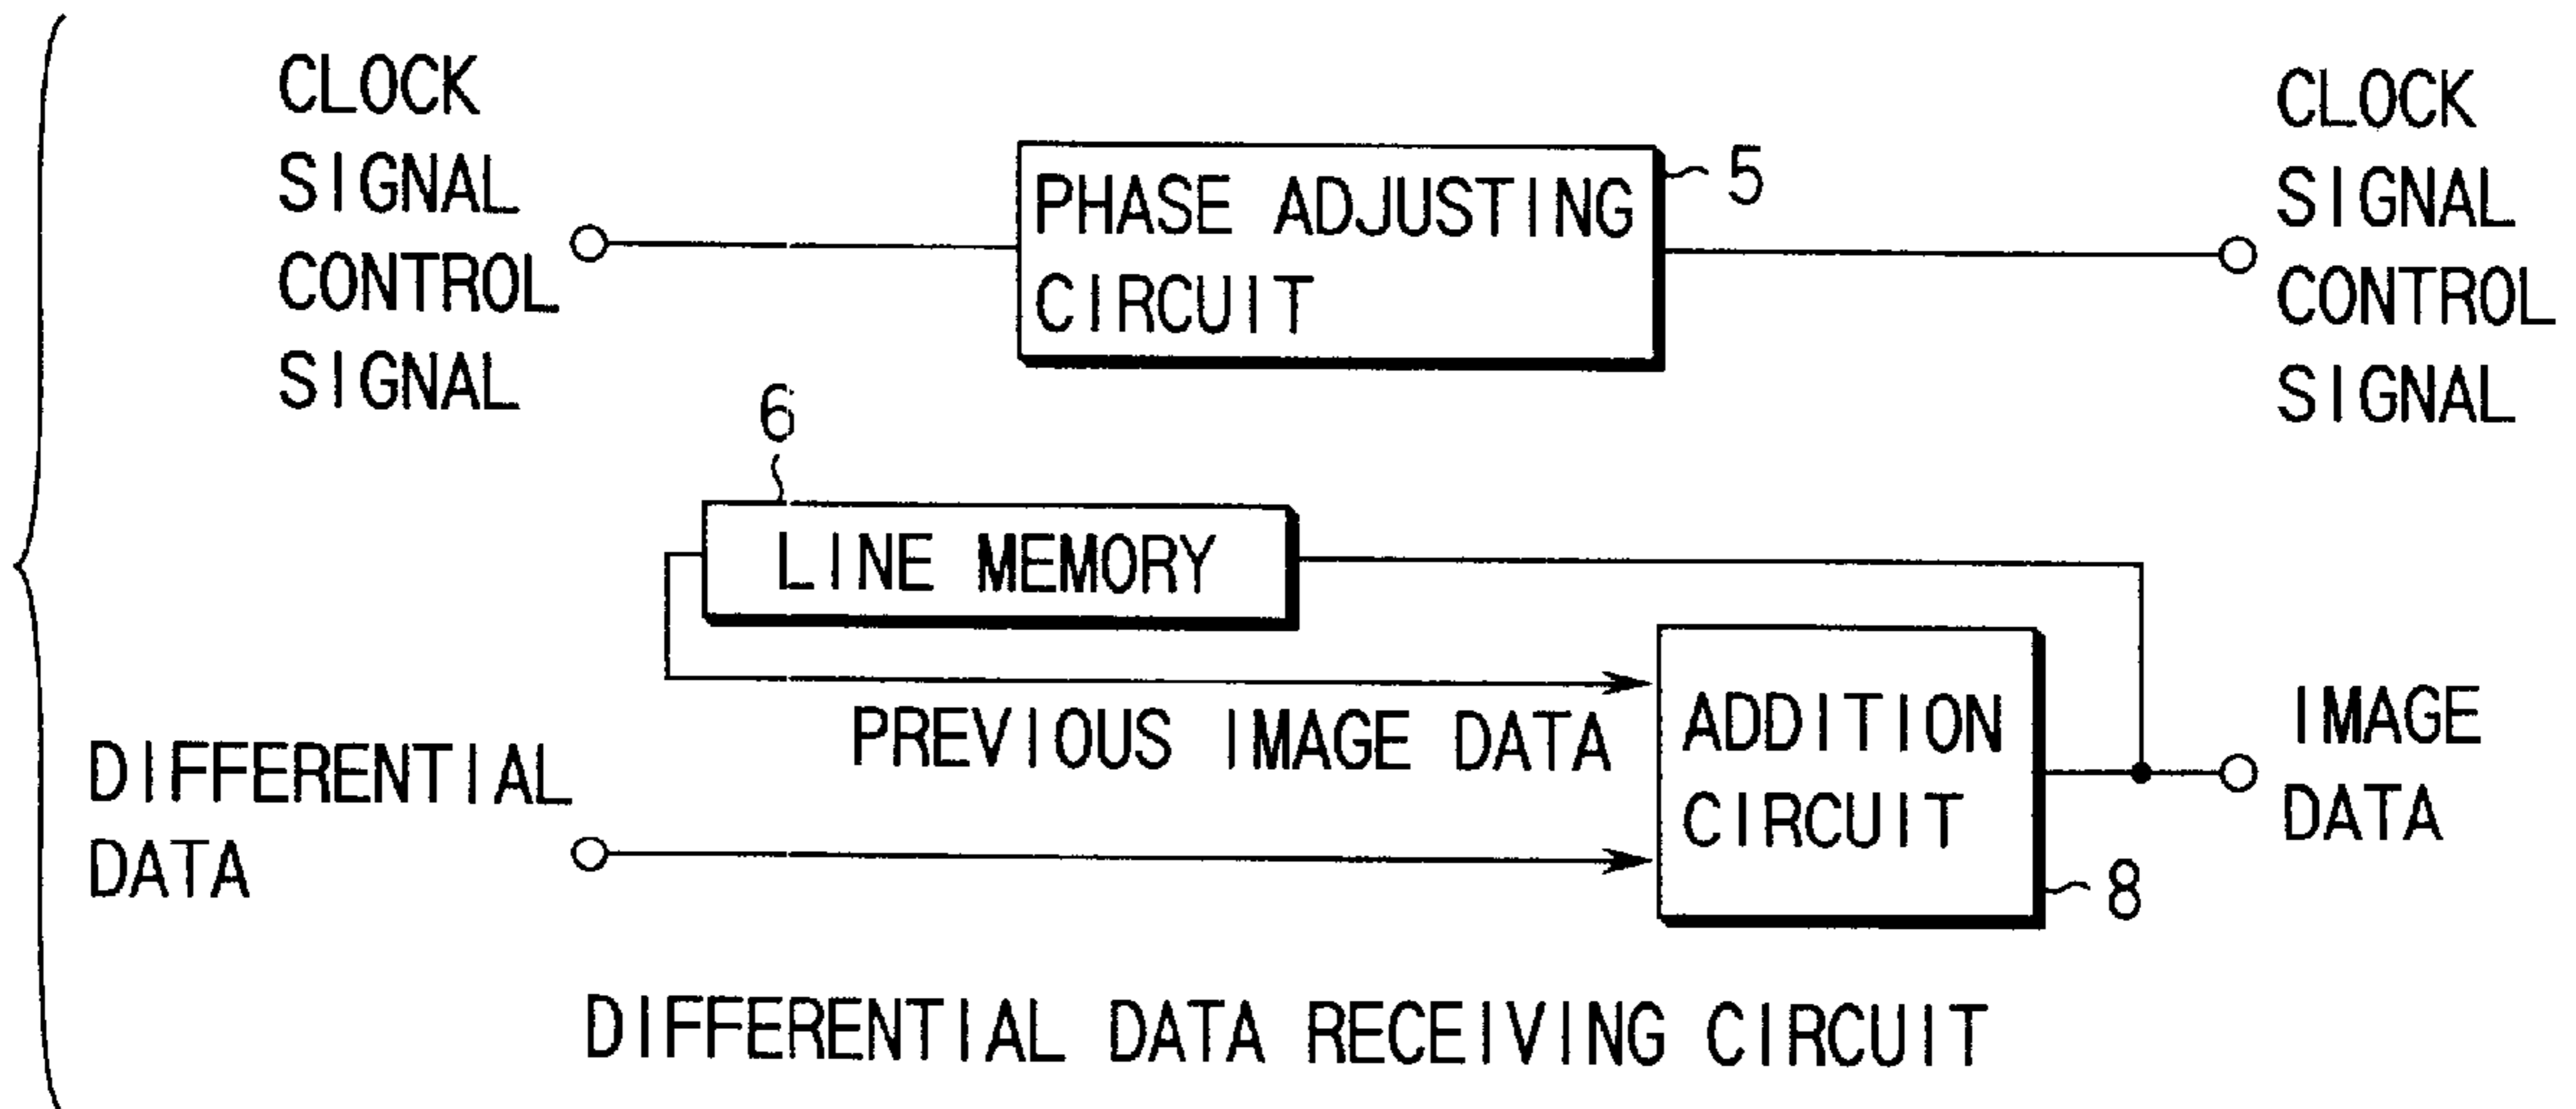 CLOCK
SIGNAL
CONTROL
SIGNAL
PHASE ADJUSTING
CIRCUIT
5
CLOCK
SIGNAL
CONTROL
SIGNAL
6
LINE MEMORY
PREVIOUS IMAGE DATA
DIFFERENTIAL
DATA
ADDITION
CIRCUIT
8
IMAGE
DATA
DIFFERENTIAL DATA RECEIVING CIRCUIT